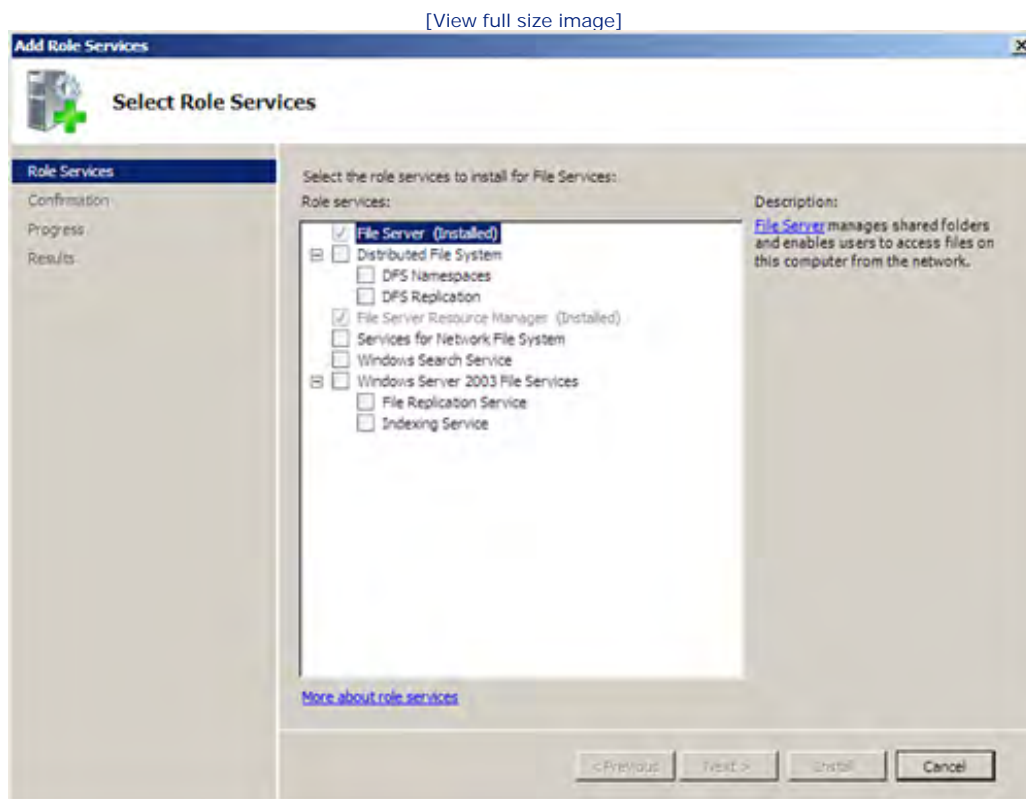 [View full size image]
Add Role Services
Select Role Services
Role Services
Confirmation
Progress
Results
Select the role services to install for File Services:
Role services:
File Server (Installed)
Distributed File System
DFS Namespaces
DFS Replication
File Server Resource Manager (Installed)
Services for Network File System
Windows Search Service
Windows Server 2003 File Services
File Replication Service
Indexing Service
Description:
File Server manages shared folders
and enables users to access files on
this computer from the network.
More about role services
< Previous
Next >
Install
Cancel